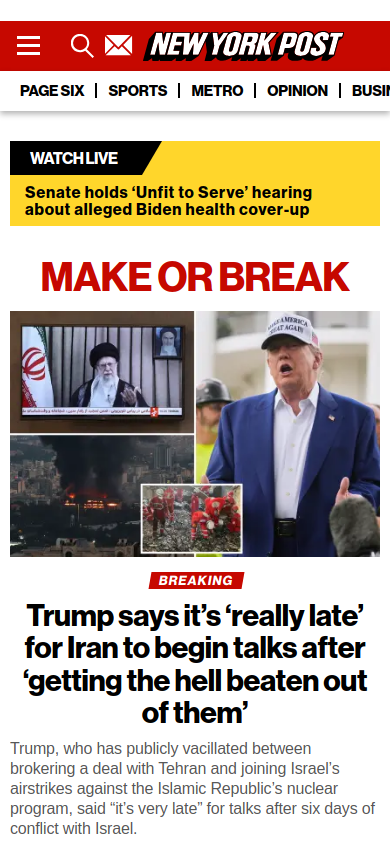 NEW YORK POST
PAGE SIX
SPORTS
METRO
OPINION
BUSI
WATCH LIVE
Senate holds ‘Unfit to Serve’ hearing
about alleged Biden health cover-up
MAKE OR BREAK
BREAKING
Trump says it’s ‘really late’
for Iran to begin talks after
‘getting the hell beaten out
of them’
Trump, who has publicly vacillated between
brokering a deal with Tehran and joining Israel’s
airstrikes against the Islamic Republic’s nuclear
program, said “it’s very late” for talks after six days of
conflict with Israel.